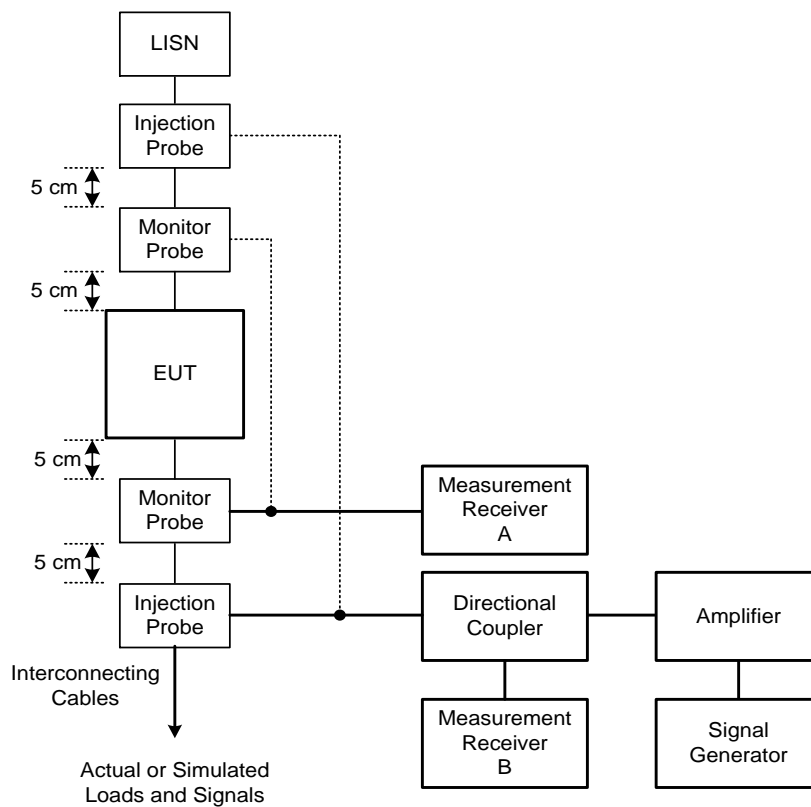 LISN
Injection
Probe
5 cm
Monitor
Probe
5 cm
EUT
5 cm
Monitor
Probe
Measurement
Receiver
A
5 cm
Injection
Probe
Directional
Coupler
Amplifier
Interconnecting
Cables
Measurement
Receiver
B
Signal
Generator
Actual or Simulated
Loads and Signals